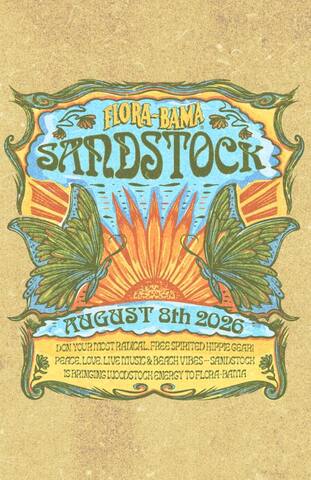 FLORA-BAMA
SANDSTOCK
AUGUST 8th 2026
DON YOUR MOST RADICAL, FREE SPIRITED HIPPIE GEAR!
PEACE, LOVE, LIVE MUSIC & BEACH VIBES – SANDSTOCK
IS BRINGING WOODSTOCK ENERGY TO FLORA-BAMA